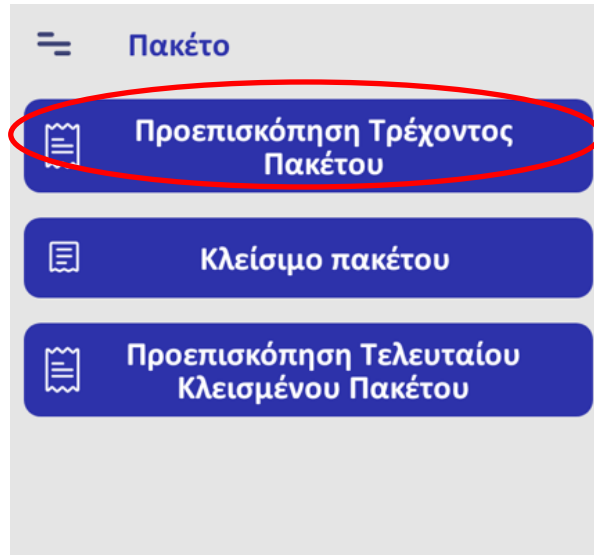 Πακέτο
Προεπισκόπηση Τρέχοντος
Πακέτου
Κλείσιμο πακέτου
Προεπισκόπηση Τελευταίου
Κλεισμένου Πακέτου